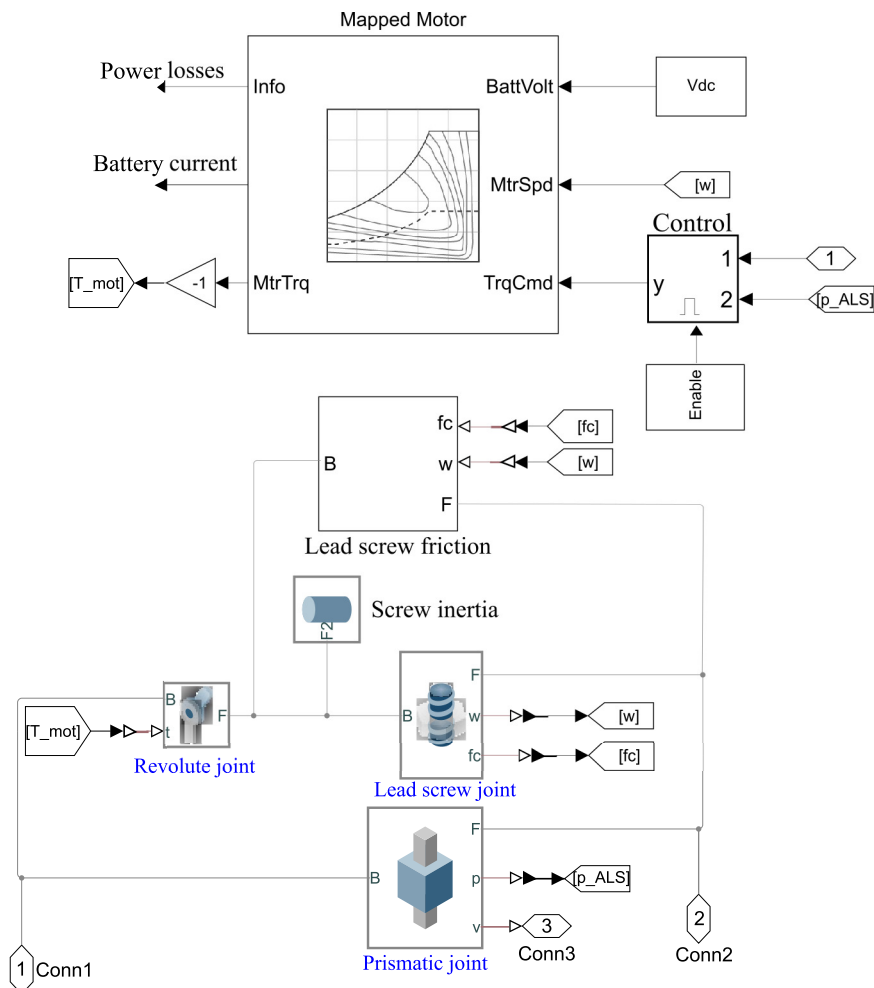 Mapped Motor
Power losses
Info
BattVolt
Vdc
Battery current
MtrSpd
[w]
Control
[T_mot]
-1
MtrTrq
TrqCmd
y
1
2
1
[p_ALS]
Enable
B
fc
w
F
[fc]
[w]
Lead screw friction
F2
Screw inertia
[T_mot]
B
t
F
Revolute joint
B
F
w
fc
[w]
[fc]
Lead screw joint
B
F
p
v
[p_ALS]
3
Conn3
Prismatic joint
2
Conn2
1
Conn1